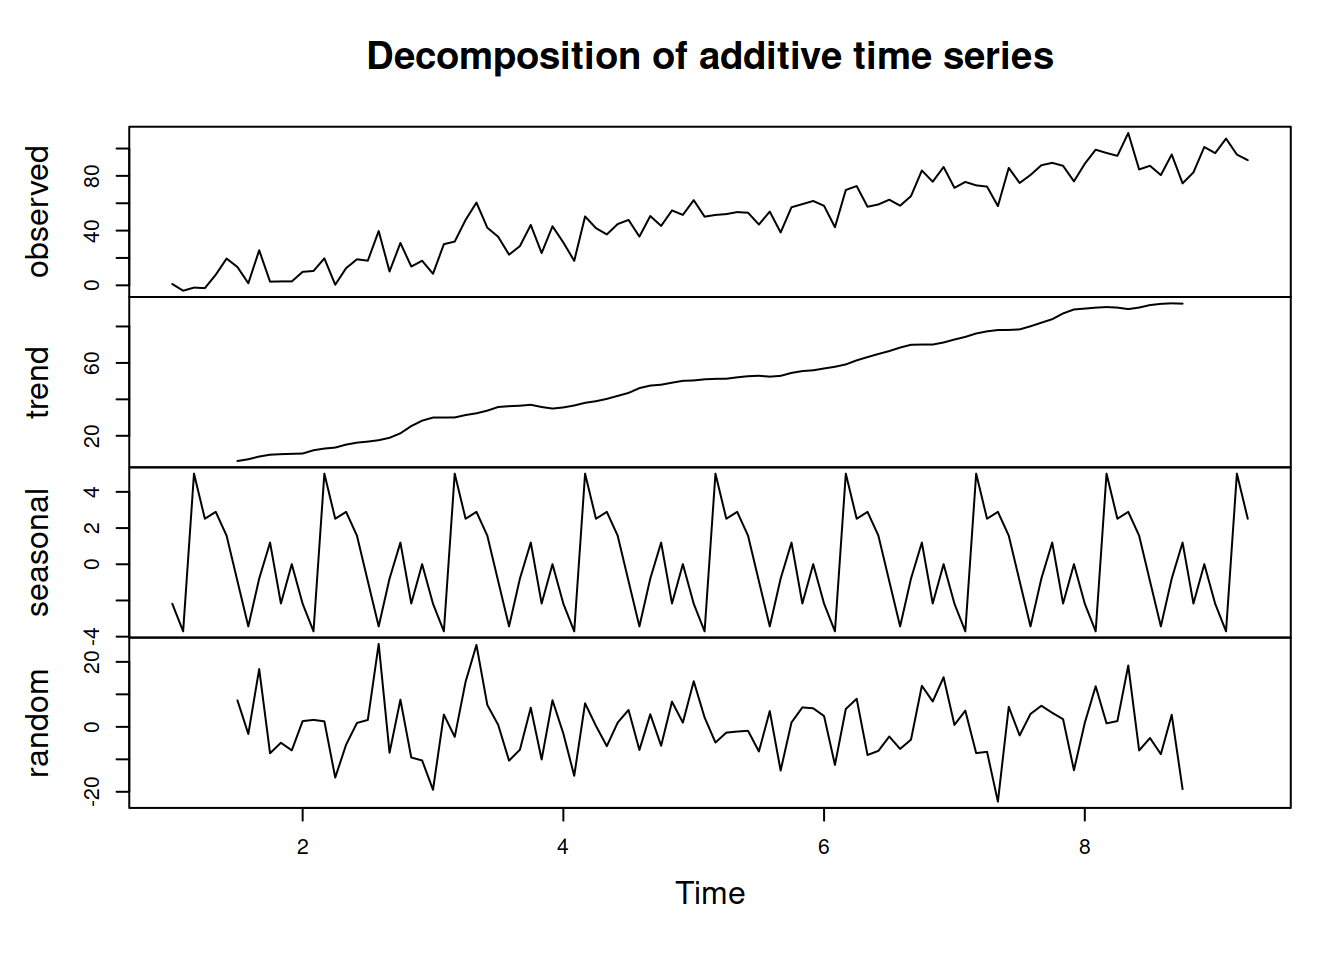 Decomposition of additive time series
observed
0 40 80
trend
20 60
seasonal
-4 0 2 4
random
-20 0 20
2 4 6 8
Time